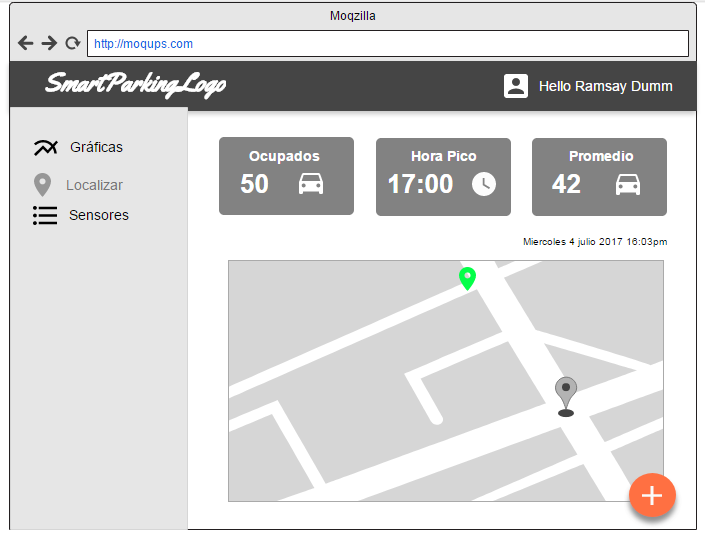 Moqzilla
http://moqups.com
SmartParkingLogo
Hello Ramsay Dumm
Gráficas
Localizar
Sensores
Ocupados
50
Hora Pico
17:00
Promedio
42
Miercoles 4 julio 2017 16:03pm